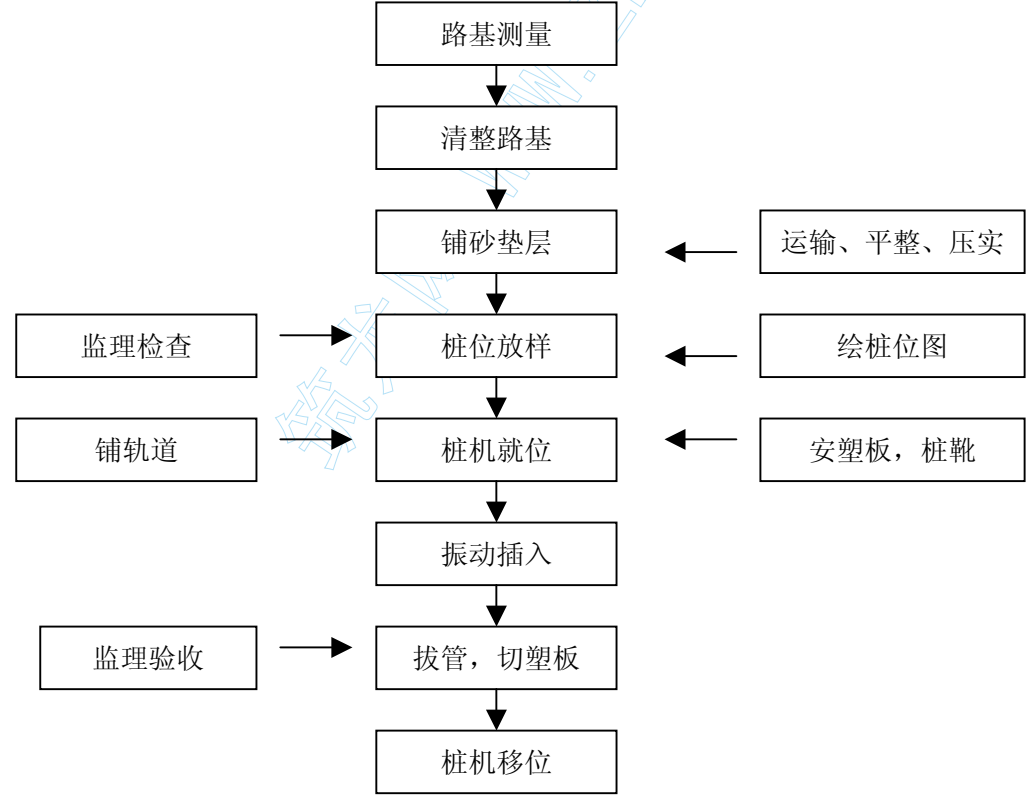 路基测量
清整路基
铺砂垫层
运输、平整、压实
监理检查
桩位放样
绘桩位图
铺轨道
桩机就位
安塑板，桩靴
振动插入
监理验收
拔管，切塑板
桩机移位